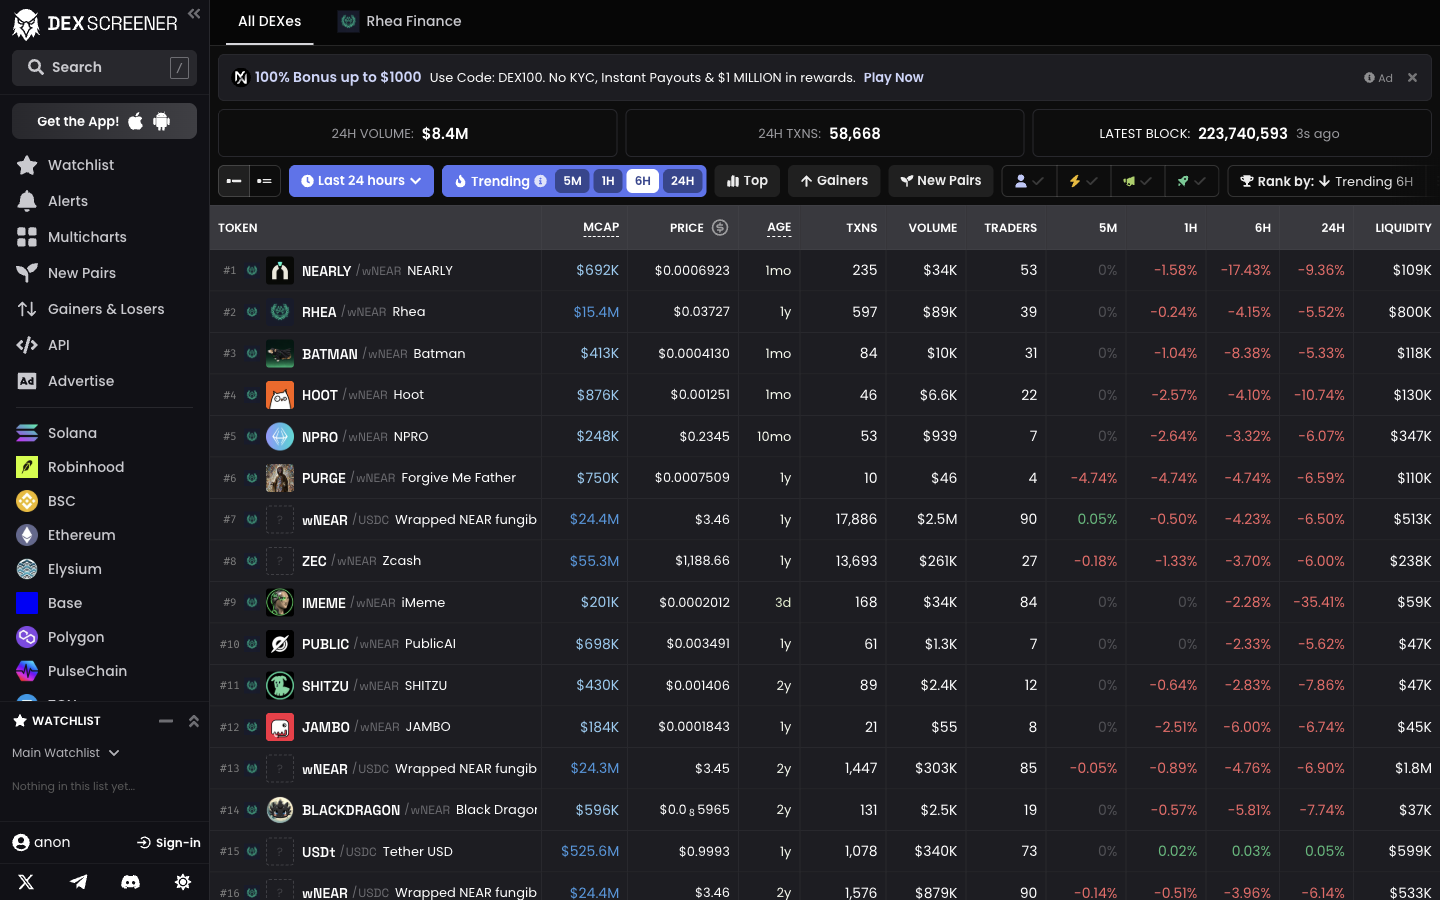 DEX SCREENER
Search /
Get the App!
Watchlist
Alerts
Multicharts
New Pairs
Gainers & Losers
API
Ad Advertise
Solana
Robinhood
BSC
Ethereum
Elysium
Base
Polygon
PulseChain
WATCHLIST
Main Watchlist
Nothing in this list yet...
anon Sign-in
All DEXes Rhea Finance
100% Bonus up to $1000 Use Code: DEX100. No KYC, Instant Payouts & $1 MILLION in rewards. Play Now Ad
24H VOLUME: $8.4M 24H TXNS: 58,668 LATEST BLOCK: 223,740,593 3s ago
Last 24 hours Trending 5M 1H 6H 24H Top Gainers New Pairs Rank by: Trending 6H
TOKEN MCAP PRICE AGE TXNS VOLUME TRADERS 5M 1H 6H 24H LIQUIDITY
#1 NEARLY /wNEAR NEARLY $692K $0.0006923 1mo 235 $34K 53 0% -1.58% -17.43% -9.36% $109K
#2 RHEA /wNEAR Rhea $15.4M $0.03727 1y 597 $89K 39 0% -0.24% -4.15% -5.52% $800K
#3 BATMAN /wNEAR Batman $413K $0.0004130 1mo 84 $10K 31 0% -1.04% -8.38% -5.33% $118K
#4 HOOT /wNEAR Hoot $876K $0.001251 1mo 46 $6.6K 22 0% -2.57% -4.10% -10.74% $130K
#5 NPRO /wNEAR NPRO $248K $0.2345 10mo 53 $939 7 0% -2.64% -3.32% -6.07% $347K
#6 PURGE /wNEAR Forgive Me Father $750K $0.0007509 1y 10 $46 4 -4.74% -4.74% -4.74% -6.59% $110K
#7 ? wNEAR /USDC Wrapped NEAR fungib $24.4M $3.46 1y 17,886 $2.5M 90 0.05% -0.50% -4.23% -6.50% $513K
#8 ? ZEC /wNEAR Zcash $55.3M $1,188.66 1y 13,693 $261K 27 -0.18% -1.33% -3.70% -6.00% $238K
#9 IMEME /wNEAR iMeme $201K $0.0002012 3d 168 $34K 84 0% 0% -2.28% -35.41% $59K
#10 PUBLIC /wNEAR PublicAI $698K $0.003491 1y 61 $1.3K 7 0% 0% -2.33% -5.62% $47K
#11 SHITZU /wNEAR SHITZU $430K $0.001406 2y 89 $2.4K 12 0% -0.64% -2.83% -7.86% $47K
#12 JAMBO /wNEAR JAMBO $184K $0.0001843 1y 21 $55 8 0% -2.51% -6.00% -6.74% $45K
#13 ? wNEAR /USDC Wrapped NEAR fungib $24.3M $3.45 2y 1,447 $303K 85 -0.05% -0.89% -4.76% -6.90% $1.8M
#14 BLACKDRAGON /wNEAR Black Dragon $596K $0.0₈5965 2y 131 $2.5K 19 0% -0.57% -5.81% -7.74% $37K
#15 ? USDt /USDC Tether USD $525.6M $0.9993 1y 1,078 $340K 73 0% 0.02% 0.03% 0.05% $599K
#16 ? wNEAR /USDC Wrapped NEAR fungib $24.4M $3.46 2y 1,576 $879K 90 -0.14% -0.51% -3.96% -6.14% $533K